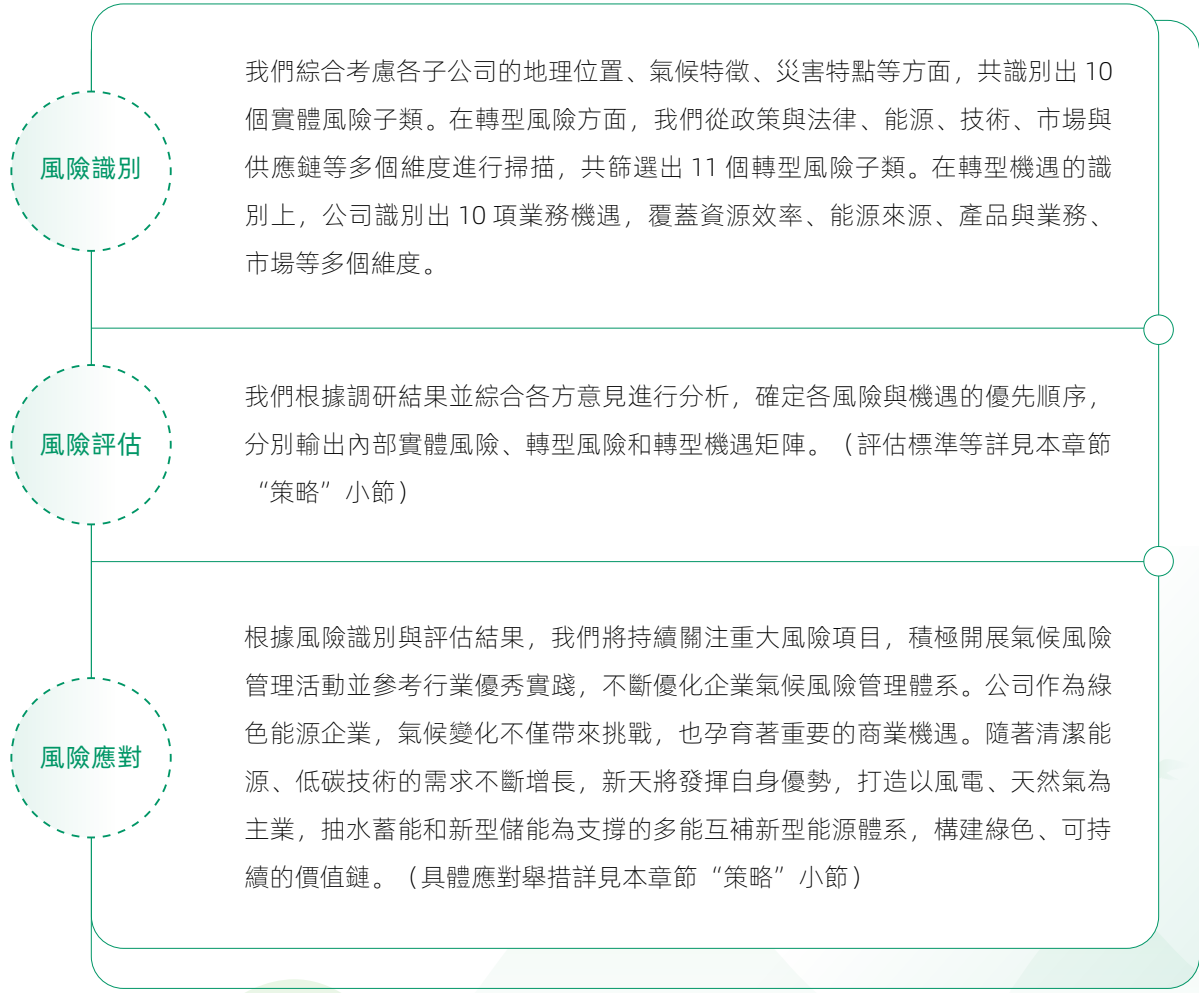 風險識別
我們綜合考慮各子公司的地理位置、氣候特徵、災害特點等方面，共識別出 10
個實體風險子類。在轉型風險方面，我們從政策與法律、能源、技術、市場與
供應鏈等多個維度進行掃描，共篩選出 11 個轉型風險子類。在轉型機遇的識
別上，公司識別出 10 項業務機遇，覆蓋資源效率、能源來源、產品與業務、
市場等多個維度。
風險評估
我們根據調研結果並綜合各方意見進行分析，確定各風險與機遇的優先順序，
分別輸出內部實體風險、轉型風險和轉型機遇矩陣。（評估標準等詳見本章節
“策略”小節）
風險應對
根據風險識別與評估結果，我們將持續關注重大風險項目，積極開展氣候風險
管理活動並參考行業優秀實踐，不斷優化企業氣候風險管理體系。公司作為綠
色能源企業，氣候變化不僅帶來挑戰，也孕育著重要的商業機遇。隨著清潔能
源、低碳技術的需求不斷增長，新天將發揮自身優勢，打造以風電、天然氣為
主業，抽水蓄能和新型儲能為支撐的多能互補新型能源體系，構建綠色、可持
續的價值鏈。（具體應對舉措詳見本章節“策略”小節）